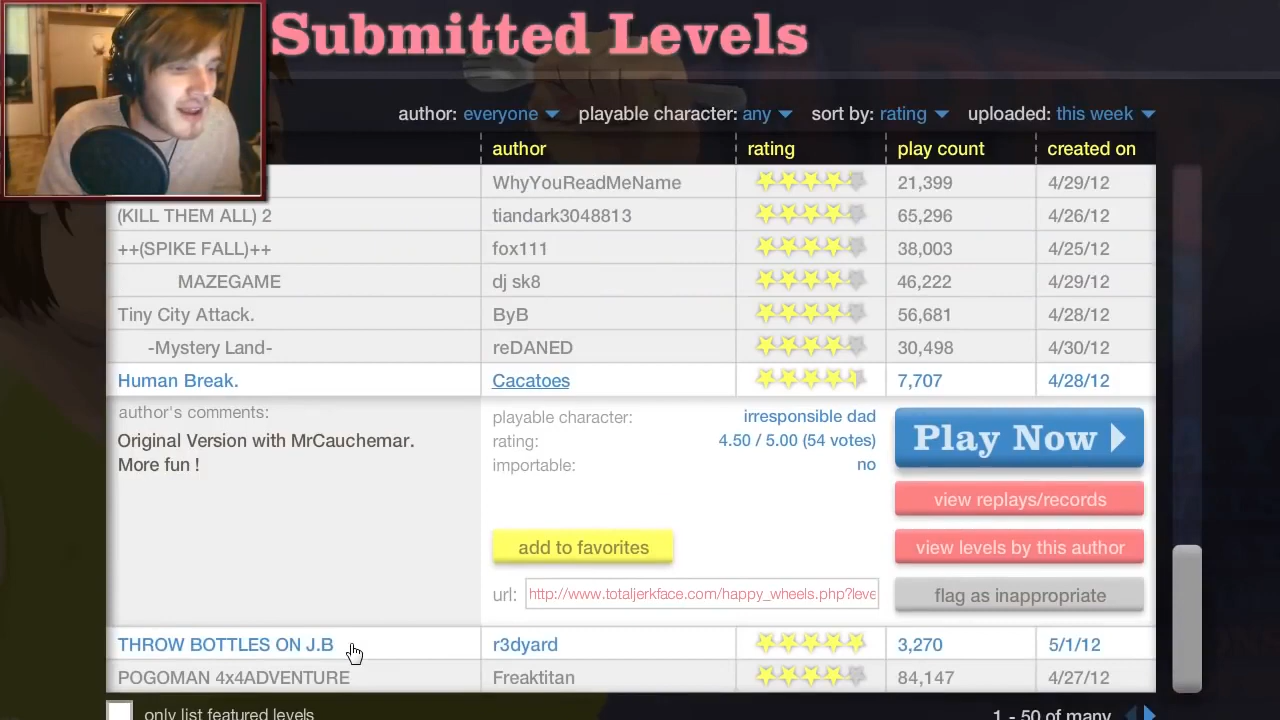 Submitted Levels
author: everyone playable character: any sort by: rating uploaded: this week
author rating play count created on
WhyYouReadMeName 21,399 4/29/12
(KILL THEM ALL) 2 tiandark3048813 65,296 4/26/12
++(SPIKE FALL)++ fox111 38,003 4/25/12
MAZEGAME dj sk8 46,222 4/29/12
Tiny City Attack. ByB 56,681 4/28/12
-Mystery Land- reDANED 30,498 4/30/12
Human Break. Cacatoes 7,707 4/28/12
author's comments:
Original Version with MrCauchemar.
More fun !
playable character: irresponsible dad
rating: 4.50 / 5.00 (54 votes)
importable: no
add to favorites
url: http://www.totaljerkface.com/happy_wheels.php?leve
Play Now
view replays/records
view levels by this author
flag as inappropriate
THROW BOTTLES ON J.B r3dyard 3,270 5/1/12
POGOMAN 4x4ADVENTURE Freaktitan 84,147 4/27/12
only list featured levels 1 - 50 of many